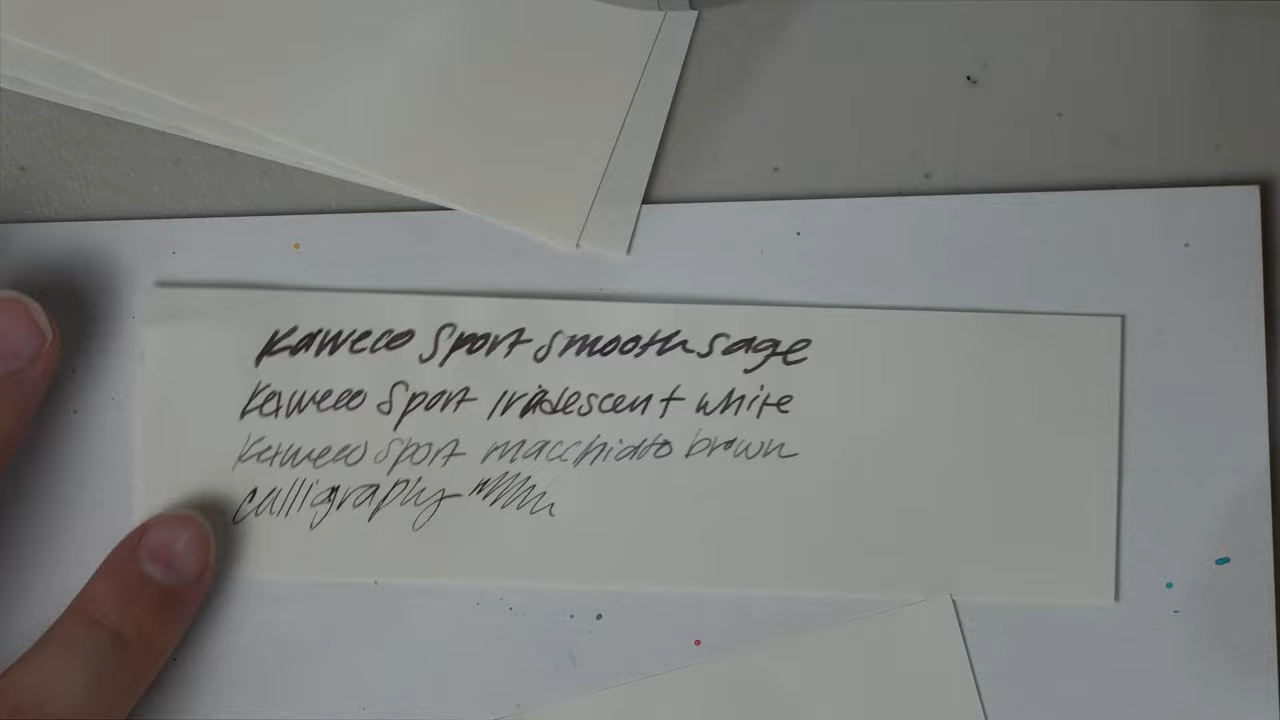 Kaweco Sport smooth sage
Kaweco Sport iridescent white
Kaweco Sport macchiato brown
calligraphy